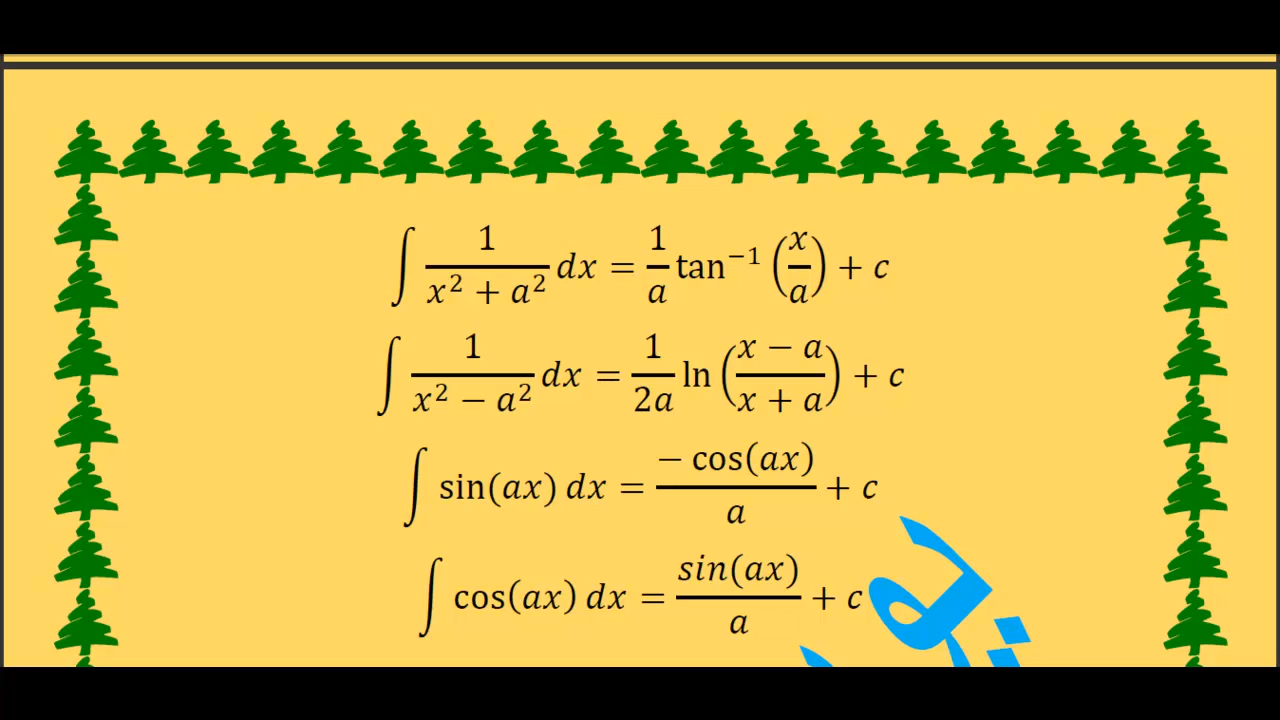 ∫ 1/(x² + a²) dx = 1/a tan⁻¹ (x/a) + c
∫ 1/(x² − a²) dx = 1/2a ln ((x − a)/(x + a)) + c
∫ sin(ax) dx = − cos(ax)/a + c
∫ cos(ax) dx = sin(ax)/a + c